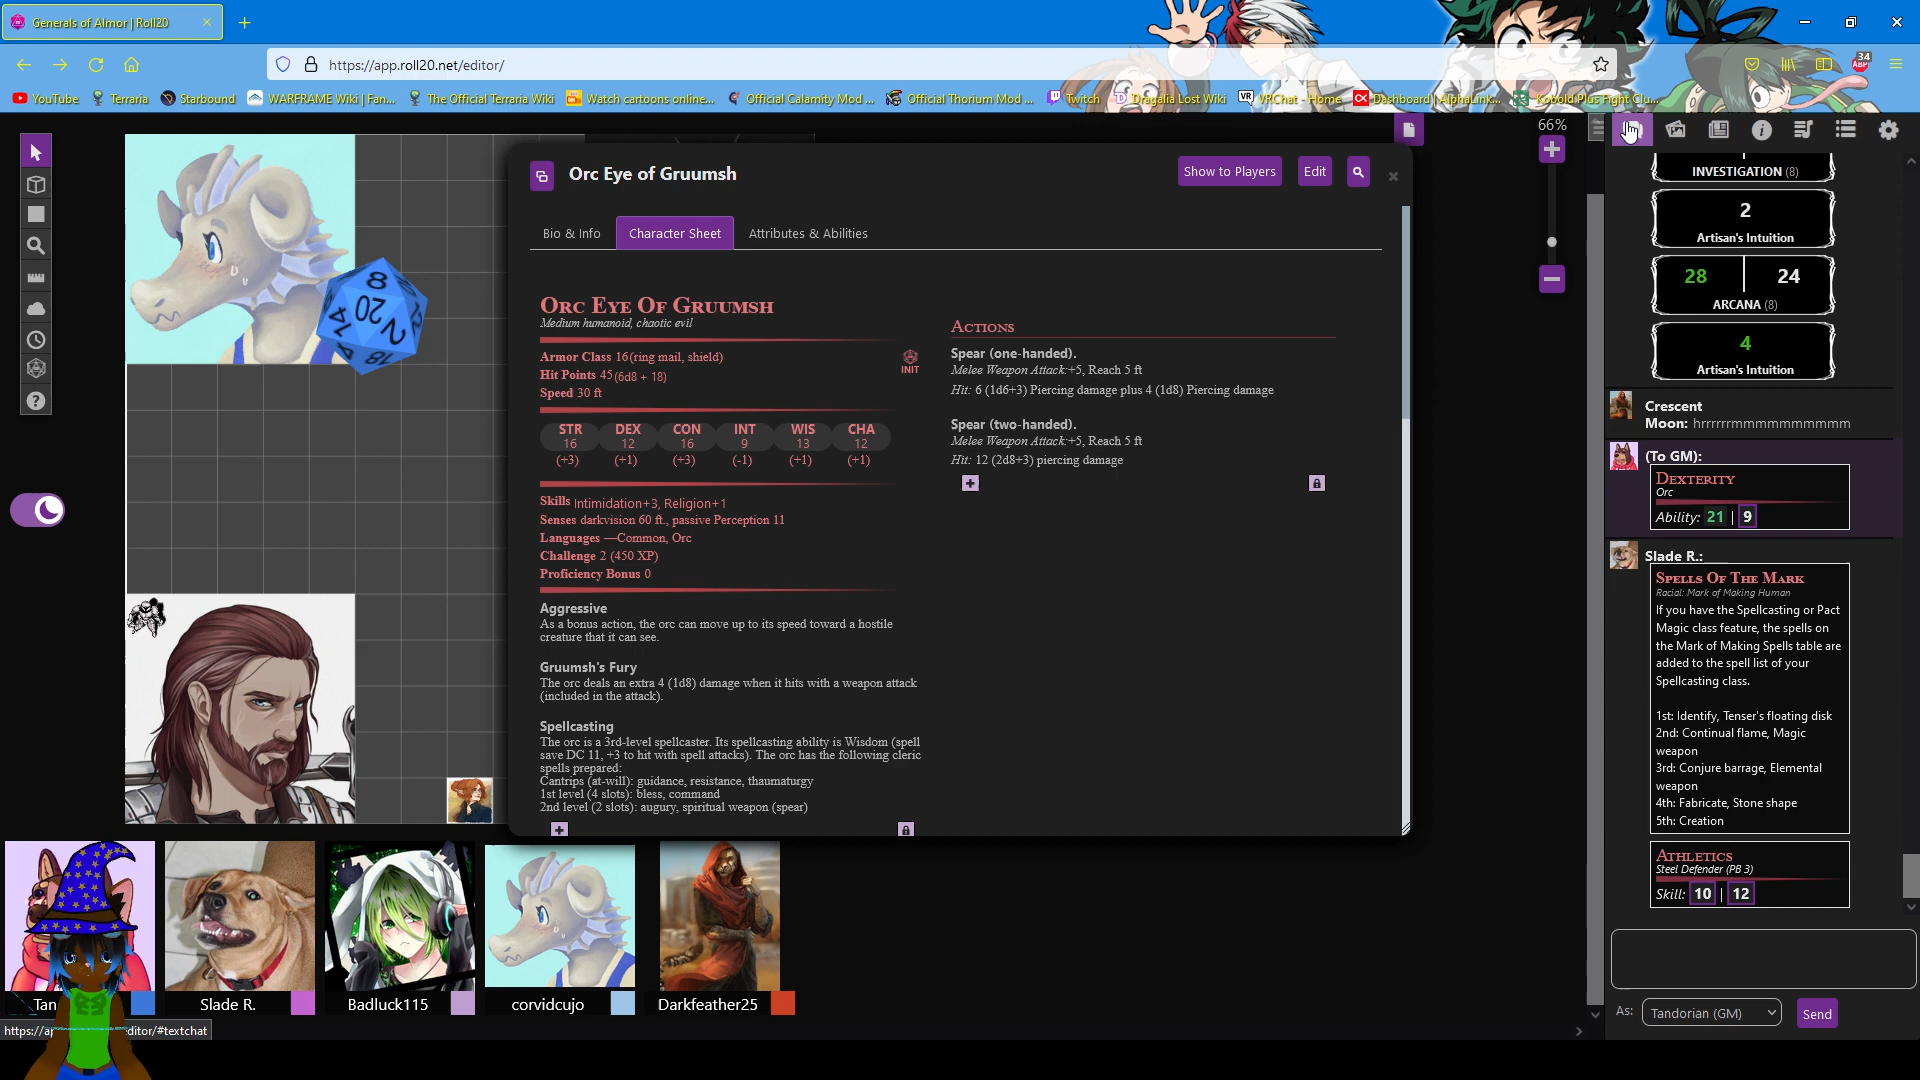 Generals of Almor | Roll20
https://app.roll20.net/editor/
34
ABP
YouTube
Terraria
Starbound
WARFRAME Wiki | Fan...
The Official Terraria Wiki
Watch cartoons online...
Official Calamity Mod ...
Official Thorium Mod ...
Twitch
Dragalia Lost Wiki
VRChat - Home
Dashboard | AlphaLink...
Kobold Plus Fight Clu...
66%
Orc Eye of Gruumsh
Show to Players
Edit
Bio & Info
Character Sheet
Attributes & Abilities
Orc Eye Of Gruumsh
Medium humanoid, chaotic evil
Armor Class 16(ring mail, shield)
Hit Points 45(6d8 + 18)
Speed 30 ft
INIT
STR DEX CON INT WIS CHA
16 12 16 9 13 12
(+3) (+1) (+3) (-1) (+1) (+1)
Skills Intimidation+3, Religion+1
Senses darkvision 60 ft., passive Perception 11
Languages —Common, Orc
Challenge 2 (450 XP)
Proficiency Bonus 0
Aggressive
As a bonus action, the orc can move up to its speed toward a hostile
creature that it can see.
Gruumsh's Fury
The orc deals an extra 4 (1d8) damage when it hits with a weapon attack
(included in the attack).
Spellcasting
The orc is a 3rd-level spellcaster. Its spellcasting ability is Wisdom (spell
save DC 11, +3 to hit with spell attacks). The orc has the following cleric
spells prepared:
Cantrips (at-will): guidance, resistance, thaumaturgy
1st level (4 slots): bless, command
2nd level (2 slots): augury, spiritual weapon (spear)
Actions
Spear (one-handed).
Melee Weapon Attack:+5, Reach 5 ft
Hit: 6 (1d6+3) Piercing damage plus 4 (1d8) Piercing damage
Spear (two-handed).
Melee Weapon Attack:+5, Reach 5 ft
Hit: 12 (2d8+3) piercing damage
INVESTIGATION (8)
2
Artisan's Intuition
28 24
ARCANA (8)
4
Artisan's Intuition
Crescent
Moon: hrrrrrrmmmmmmmmmm
(To GM):
Dexterity
Orc
Ability: 21 | 9
Slade R.:
Spells Of The Mark
Racial: Mark of Making Human
If you have the Spellcasting or Pact
Magic class feature, the spells on
the Mark of Making Spells table are
added to the spell list of your
Spellcasting class.
1st: Identify, Tenser's floating disk
2nd: Continual flame, Magic
weapon
3rd: Conjure barrage, Elemental
weapon
4th: Fabricate, Stone shape
5th: Creation
Athletics
Steel Defender (PB 3)
Skill: 10 | 12
As:
Tandorian (GM)
Send
8
20
18
Tan
Slade R.
Badluck115
corvidcujo
Darkfeather25
https://ap
ditor/#textchat